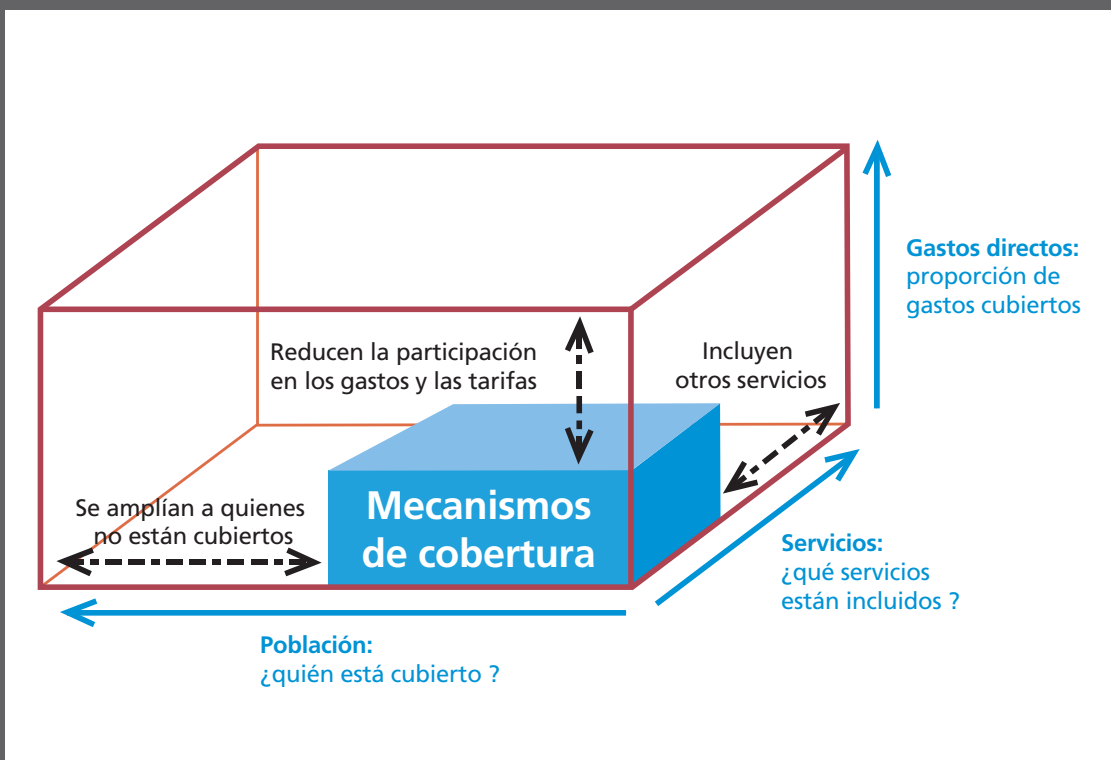 Gastos directos:
proporción de
gastos cubiertos
Reducen la participación
en los gastos y las tarifas
Incluyen
otros servicios
Se amplían a quienes
no están cubiertos
Mecanismos
de cobertura
Servicios:
¿qué servicios
están incluidos ?
Población:
¿quién está cubierto ?